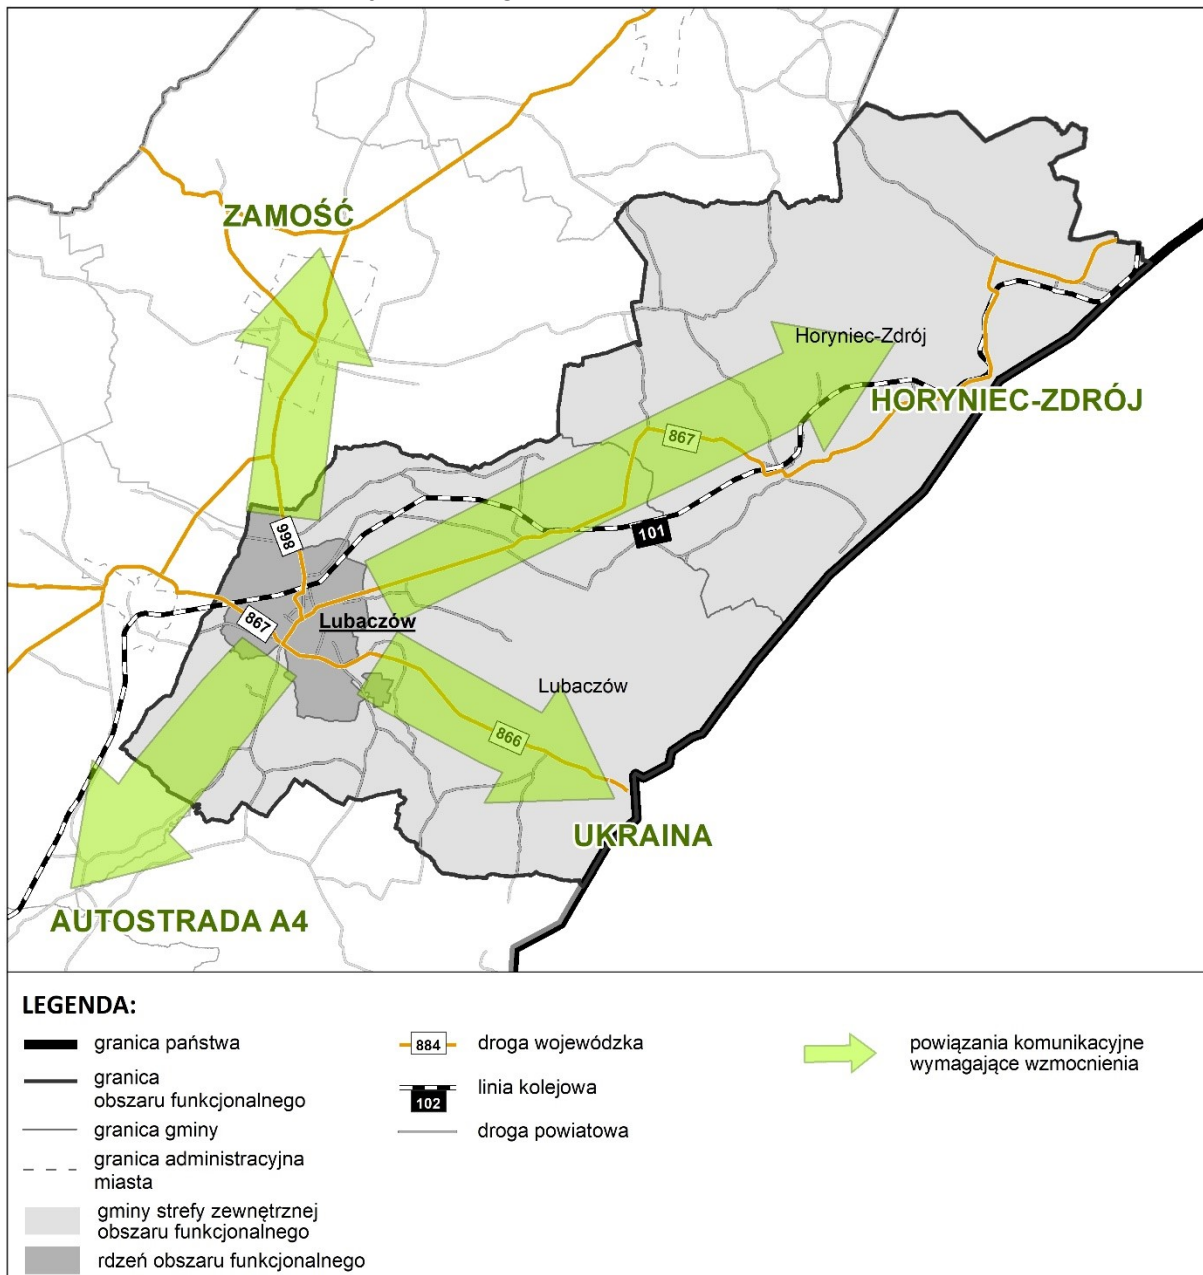 ZAMOŚĆ
Horyniec-Zdrój
HORYNIEC-ZDRÓJ
867
101
866
867
Lubaczów
Lubaczów
866
UKRAINA
AUTOSTRADA A4
LEGENDA:
granica państwa
granica
obszaru funkcjonalnego
granica gminy
granica administracyjna
miasta
gminy strefy zewnętrznej
obszaru funkcjonalnego
rdzeń obszaru funkcjonalnego
884
droga wojewódzka
linia kolejowa
102
droga powiatowa
powiązania komunikacyjne
wymagające wzmocnienia